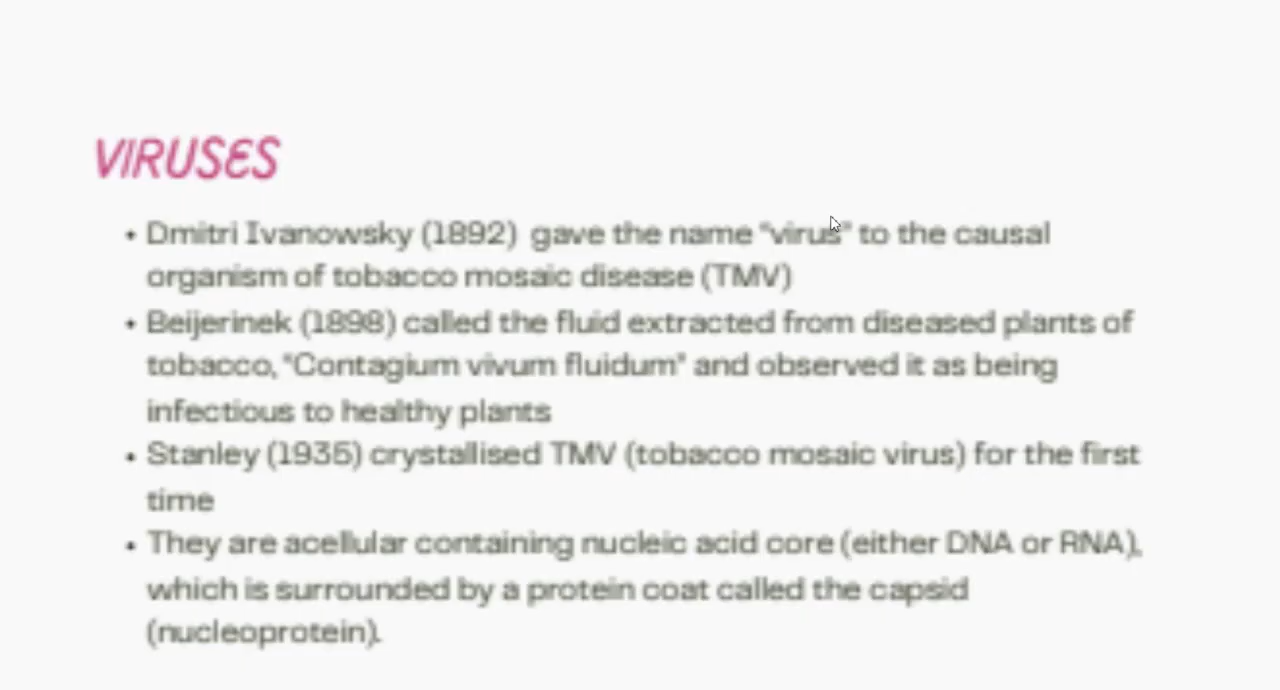 VIRUSES
• Dmitri Ivanowsky (1892) gave the name "virus" to the causal
organism of tobacco mosaic disease (TMV)
• Beijerinek (1898) called the fluid extracted from diseased plants of
tobacco, "Contagium vivum fluidum" and observed it as being
infectious to healthy plants
• Stanley (1935) crystallised TMV (tobacco mosaic virus) for the first
time
• They are acellular containing nucleic acid core (either DNA or RNA),
which is surrounded by a protein coat called the capsid
(nucleoprotein).